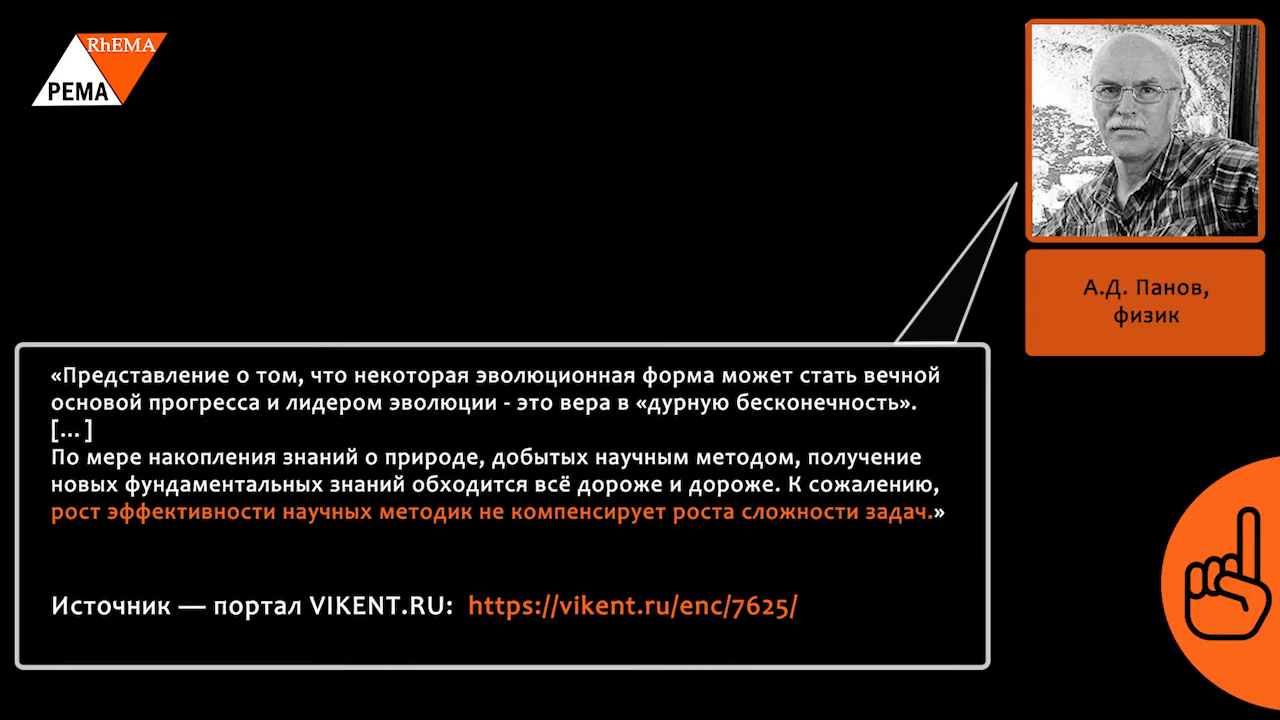 RhEMA
РЕМА
А.Д. Панов,
физик
«Представление о том, что некоторая эволюционная форма может стать вечной
основой прогресса и лидером эволюции - это вера в «дурную бесконечность».
[...]
По мере накопления знаний о природе, добытых научным методом, получение
новых фундаментальных знаний обходится всё дороже и дороже. К сожалению,
рост эффективности научных методик не компенсирует роста сложности задач.»
Источник — портал VIKENT.RU: https://vikent.ru/enc/7625/